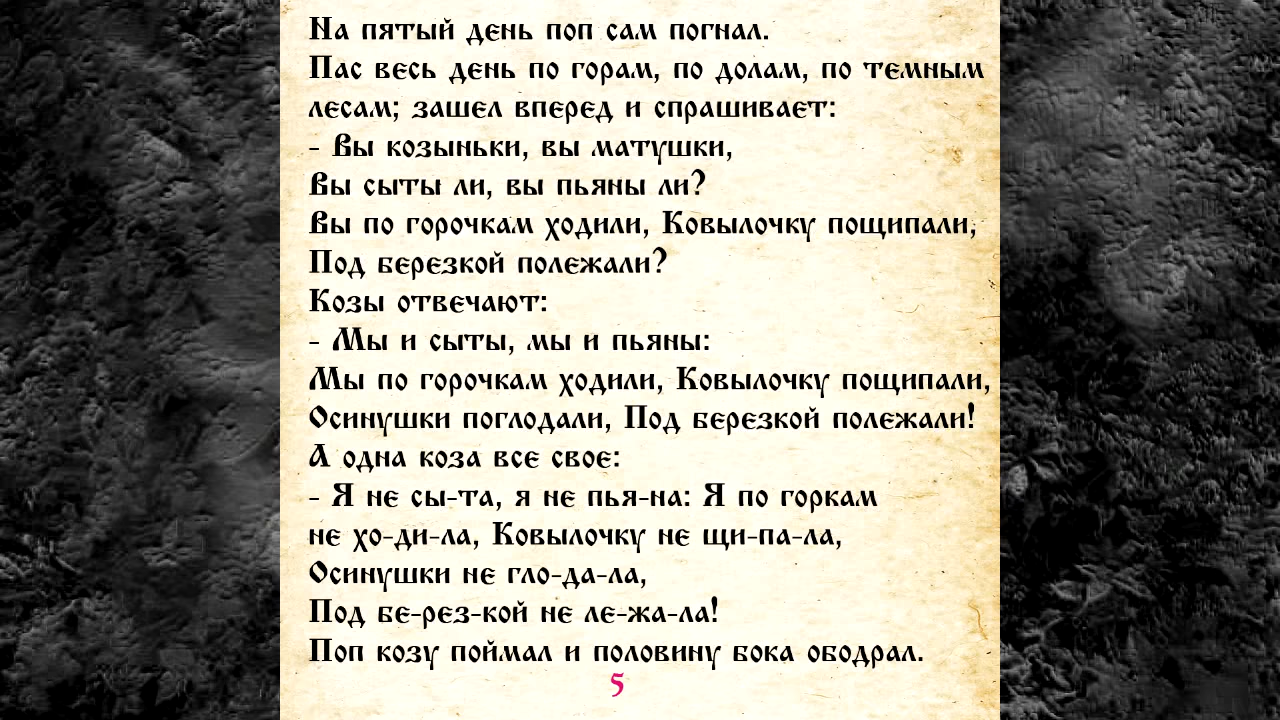 На пятый день поп сам погнал.
Пас весь день по горам, по долам, по темным
лесам; зашел вперед и спрашивает:
- Вы козыньки, вы матушки,
Вы сыты ли, вы пьяны ли?
Вы по горочкам ходили, Ковылочку пощипали,
Под березкой полежали?
Козы отвечают:
- Мы и сыты, мы и пьяны:
Мы по горочкам ходили, Ковылочку пощипали,
Осинушки поглодали, Под березкой полежали!
А одна коза все свое:
- Я не сы-та, я не пья-на: Я по горкам
не хо-ди-ла, Ковылочку не щи-па-ла,
Осинушки не гло-да-ла,
Под бе-рез-кой не ле-жа-ла!
Поп козу поймал и половину бока ободрал.
5